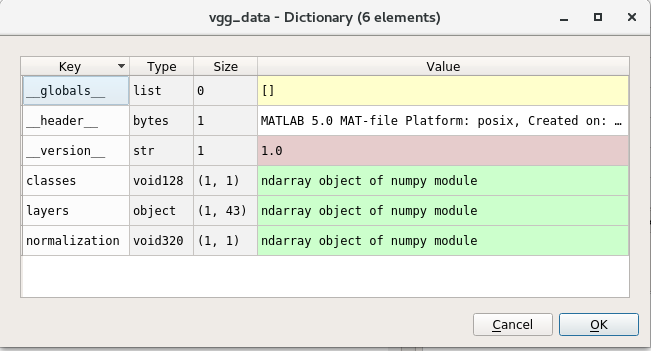 vgg_data - Dictionary (6 elements)
Key Type Size Value
__globals__ list 0 []
__header__ bytes 1 MATLAB 5.0 MAT-file Platform: posix, Created on: …
__version__ str 1 1.0
classes void128 (1, 1) ndarray object of numpy module
layers object (1, 43) ndarray object of numpy module
normalization void320 (1, 1) ndarray object of numpy module
Cancel OK